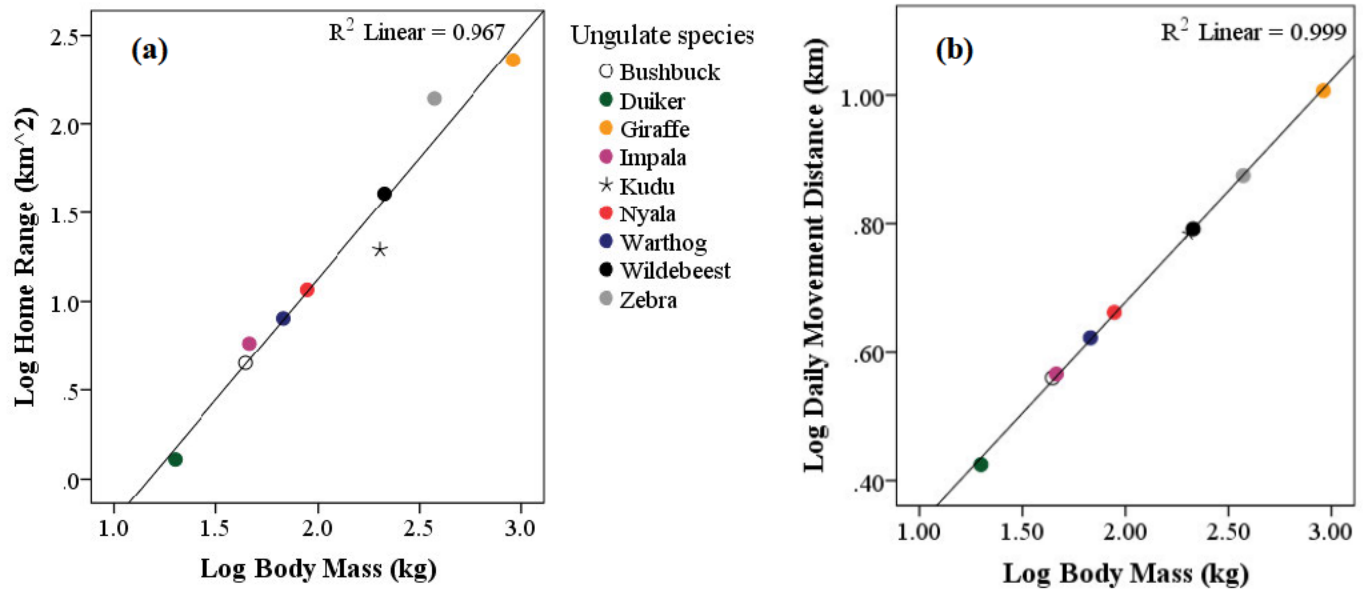 (a)
R² Linear = 0.967
Log Home Range (km^2)
2.5
2.0
1.5
1.0
.5
.0
1.0 1.5 2.0 2.5 3.0
Log Body Mass (kg)
Ungulate species
Bushbuck
Duiker
Giraffe
Impala
Kudu
Nyala
Warthog
Wildebeest
Zebra
(b)
R² Linear = 0.999
Log Daily Movement Distance (km)
1.00
.80
.60
.40
1.00 1.50 2.00 2.50 3.00
Log Body Mass (kg)